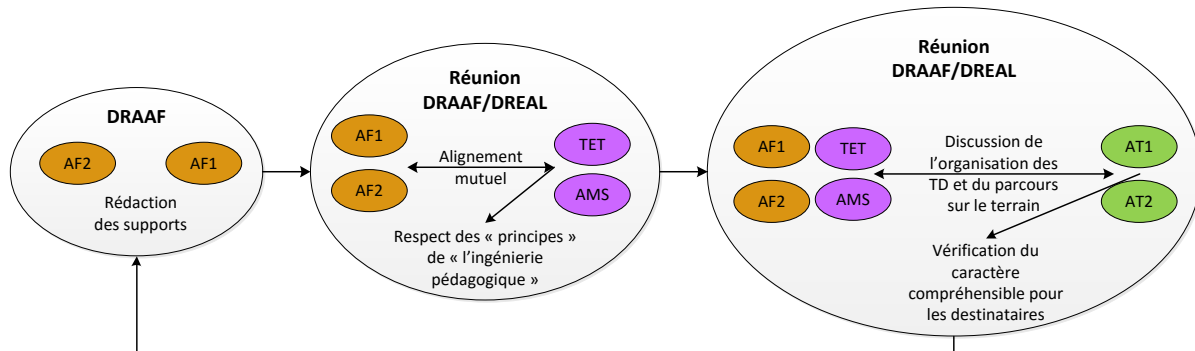 DRAAF
AF2
AF1
Rédaction
des supports
Réunion
DRAAF/DREAL
AF1
AF2
Alignement
mutuel
TET
AMS
Respect des « principes »
de « l’ingénierie
pédagogique »
Réunion
DRAAF/DREAL
AF1
AF2
TET
AMS
Discussion de
l’organisation des
TD et du parcours
sur le terrain
AT1
AT2
Vérification du
caractère
compréhensible pour
les destinataires